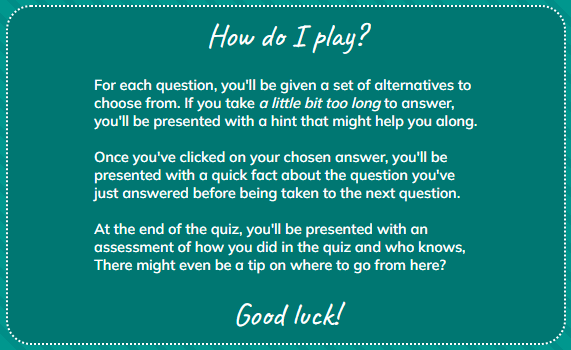 How do I play?
For each question, you'll be given a set of alternatives to
choose from. If you take a little bit too long to answer,
you'll be presented with a hint that might help you along.
Once you've clicked on your chosen answer, you'll be
presented with a quick fact about the question you've
just answered before being taken to the next question.
At the end of the quiz, you'll be presented with an
assessment of how you did in the quiz and who knows,
There might even be a tip on where to go from here?
Good luck!